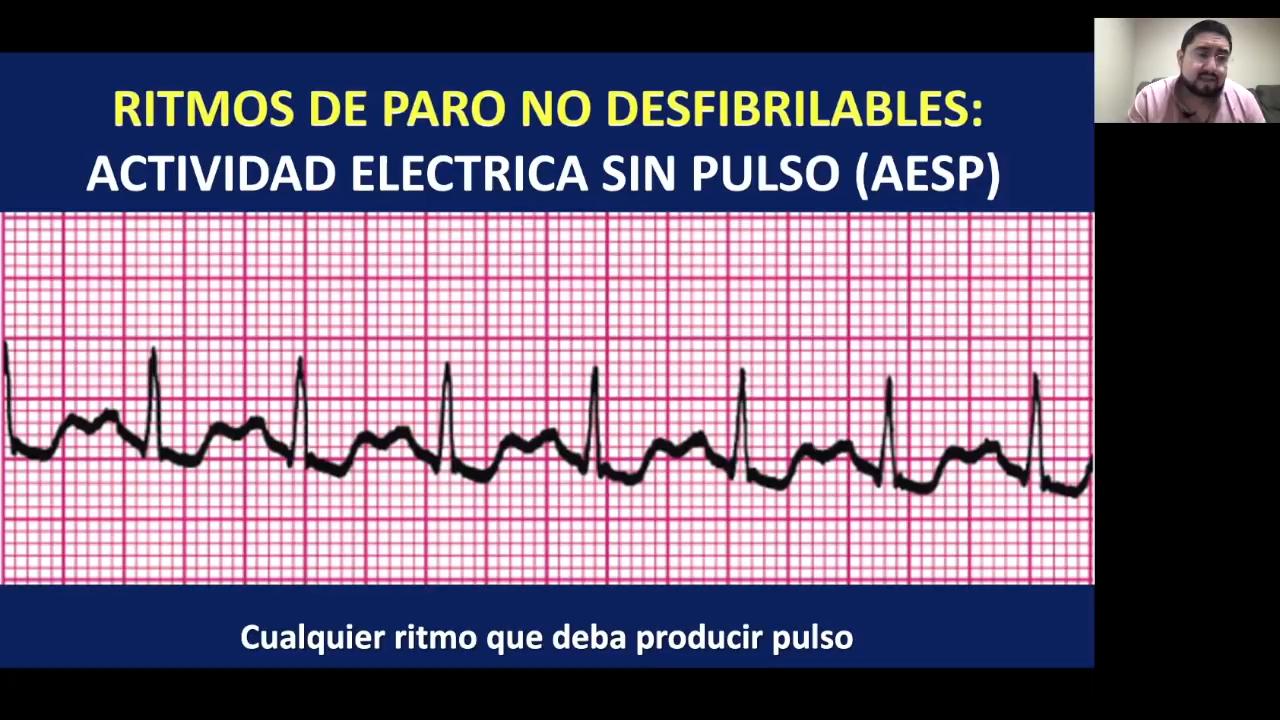 RITMOS DE PARO NO DESFIBRILABLES:
ACTIVIDAD ELECTRICA SIN PULSO (AESP)
Cualquier ritmo que deba producir pulso